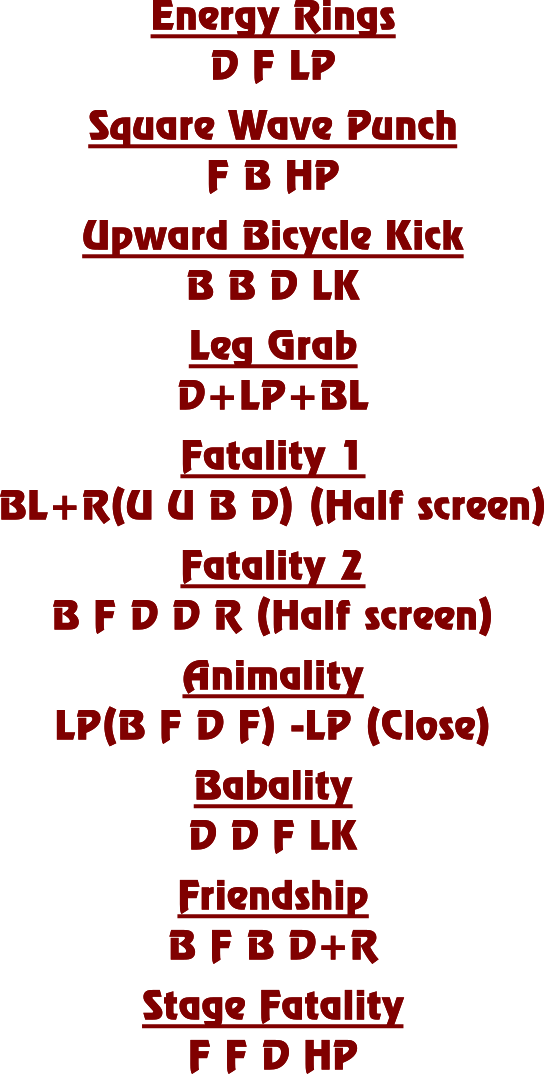 Energy Rings
D F LP
Square Wave Punch
F B HP
Upward Bicycle Kick
B B D LK
Leg Grab
D+LP+BL
Fatality 1
BL+R(U U B D) (Half screen)
Fatality 2
B F D D R (Half screen)
Animality
LP(B F D F) -LP (Close)
Babality
D D F LK
Friendship
B F B D+R
Stage Fatality
F F D HP